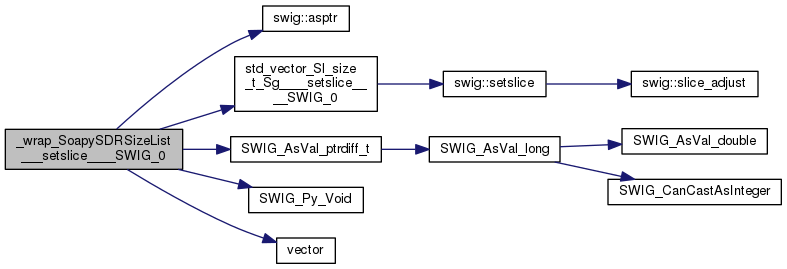 swig::asptr
std_vector_Sl_size
_t_Sg____setslice__
__SWIG_0
swig::setslice
swig::slice_adjust
_wrap_SoapySDRSizeList
___setslice____SWIG_0
SWIG_AsVal_ptrdiff_t
SWIG_AsVal_long
SWIG_AsVal_double
SWIG_CanCastAsInteger
SWIG_Py_Void
vector